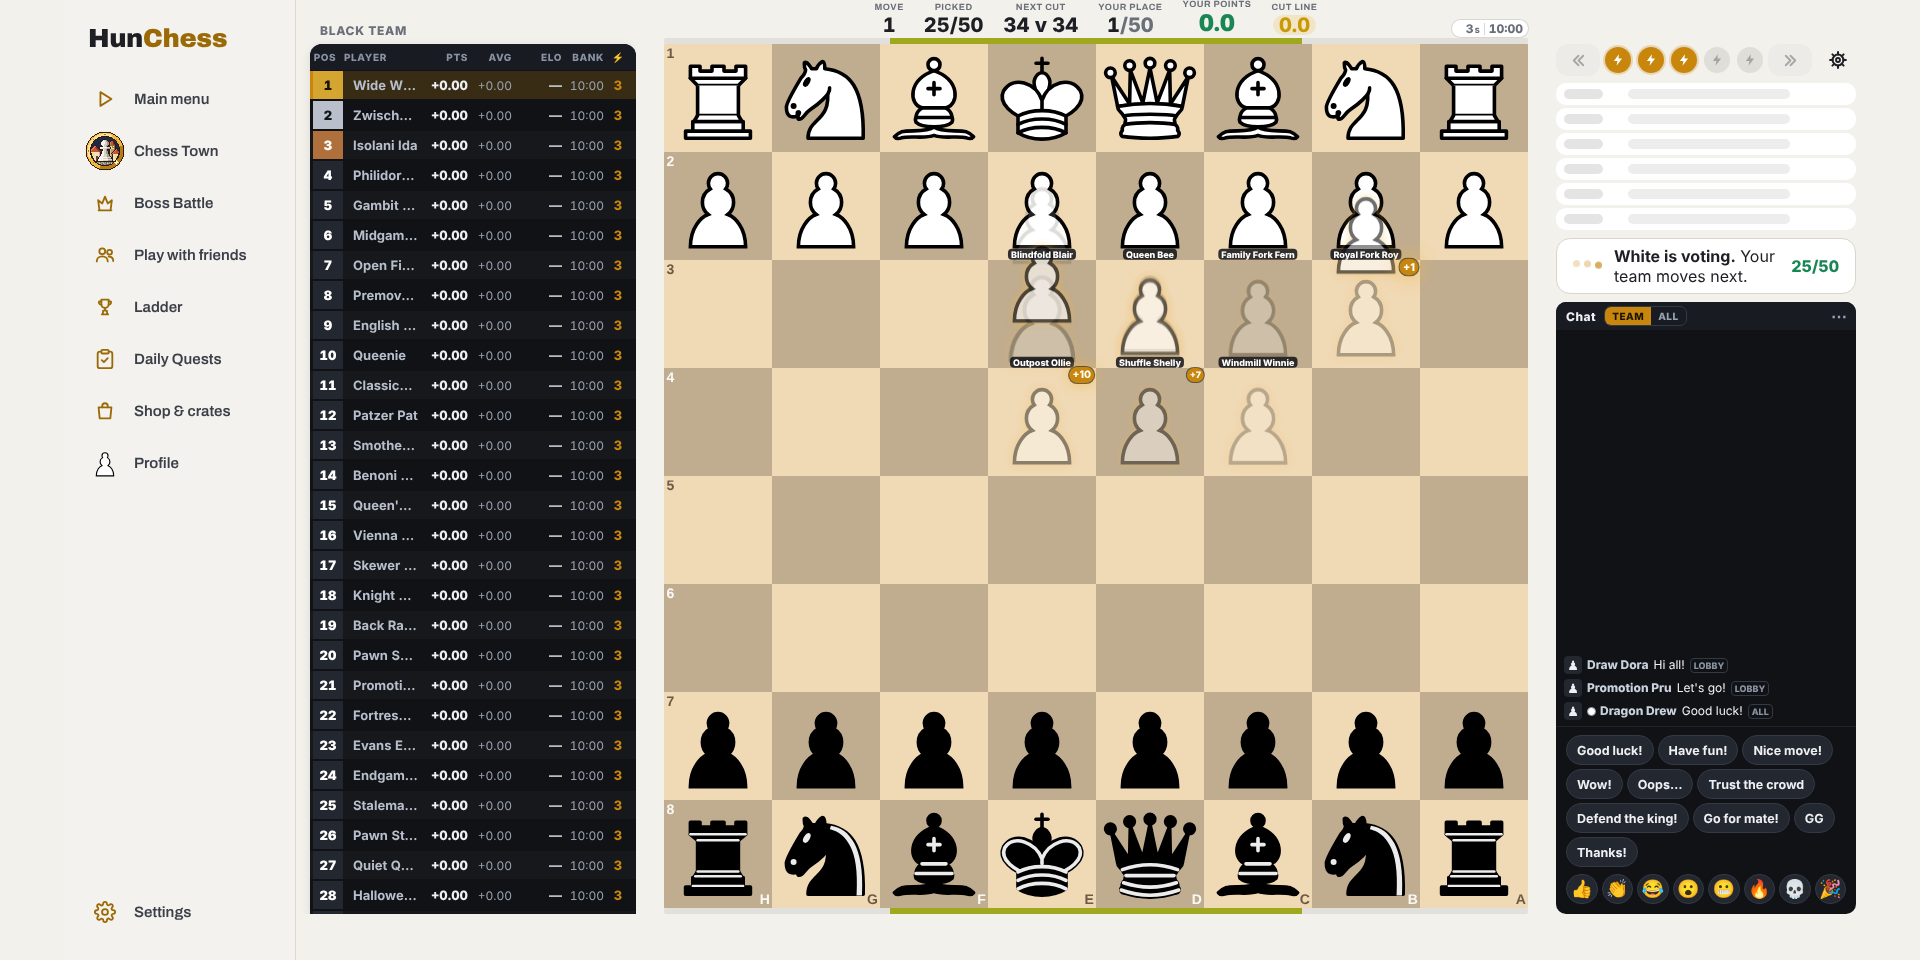 HunChess
Main menu
Chess Town
Boss Battle
Play with friends
Ladder
Daily Quests
Shop & crates
Profile
Settings
BLACK TEAM
POS PLAYER PTS AVG ELO BANK
1 Wide W... +0.00 +0.00 — 10:00 3
2 Zwisch... +0.00 +0.00 — 10:00 3
3 Isolani Ida +0.00 +0.00 — 10:00 3
4 Philidor... +0.00 +0.00 — 10:00 3
5 Gambit ... +0.00 +0.00 — 10:00 3
6 Midgam... +0.00 +0.00 — 10:00 3
7 Open Fi... +0.00 +0.00 — 10:00 3
8 Premov... +0.00 +0.00 — 10:00 3
9 English ... +0.00 +0.00 — 10:00 3
10 Queenie +0.00 +0.00 — 10:00 3
11 Classic... +0.00 +0.00 — 10:00 3
12 Patzer Pat +0.00 +0.00 — 10:00 3
13 Smothe... +0.00 +0.00 — 10:00 3
14 Benoni ... +0.00 +0.00 — 10:00 3
15 Queen'... +0.00 +0.00 — 10:00 3
16 Vienna ... +0.00 +0.00 — 10:00 3
17 Skewer ... +0.00 +0.00 — 10:00 3
18 Knight ... +0.00 +0.00 — 10:00 3
19 Back Ra... +0.00 +0.00 — 10:00 3
20 Pawn S... +0.00 +0.00 — 10:00 3
21 Promoti... +0.00 +0.00 — 10:00 3
22 Fortres... +0.00 +0.00 — 10:00 3
23 Evans E... +0.00 +0.00 — 10:00 3
24 Endgam... +0.00 +0.00 — 10:00 3
25 Stalema... +0.00 +0.00 — 10:00 3
26 Pawn St... +0.00 +0.00 — 10:00 3
27 Quiet Q... +0.00 +0.00 — 10:00 3
28 Hallowe... +0.00 +0.00 — 10:00 3
MOVE PICKED NEXT CUT YOUR PLACE YOUR POINTS CUT LINE
1 25/50 34 v 34 1/50 0.0 0.0
3s 10:00
1
2
Blindfold Blair Queen Bee Family Fork Fern Royal Fork Roy
3 +1
Outpost Ollie Shuffle Shelly Windmill Winnie
4 +10 +7
5
6
7
8
H G F E D C B A
White is voting. Your
team moves next.
25/50
Chat TEAM ALL
Draw Dora Hi all! LOBBY
Promotion Pru Let's go! LOBBY
Dragon Drew Good luck! ALL
Good luck! Have fun! Nice move!
Wow! Oops... Trust the crowd
Defend the king! Go for mate! GG
Thanks!